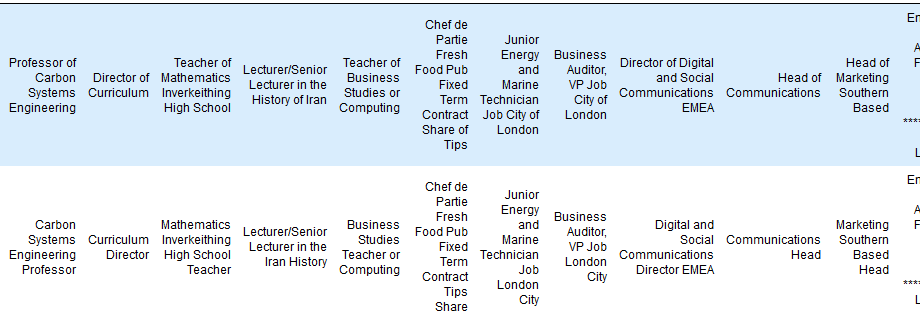 Professor of
Carbon
Systems
Engineering
Director of
Curriculum
Teacher of
Mathematics
Inverkeithing
High School
Lecturer/Senior
Lecturer in the
History of Iran
Teacher of
Business
Studies or
Computing
Chef de
Partie
Fresh
Food Pub
Fixed
Term
Contract
Share of
Tips
Junior
Energy
and
Marine
Technician
Job City of
London
Business
Auditor,
VP Job
City of
London
Director of Digital
and Social
Communications
EMEA
Head of
Communications
Head of
Marketing
Southern
Based
En
A
F
****
L
Carbon
Systems
Engineering
Professor
Curriculum
Director
Mathematics
Inverkeithing
High School
Teacher
Lecturer/Senior
Lecturer in the
Iran History
Business
Studies
Teacher or
Computing
Chef de
Partie
Fresh
Food Pub
Fixed
Term
Contract
Tips
Share
Junior
Energy
and
Marine
Technician
Job
London
City
Business
Auditor,
VP Job
London
City
Digital and
Social
Communications
Director EMEA
Communications
Head
Marketing
Southern
Based
Head
En
A
F
****
L